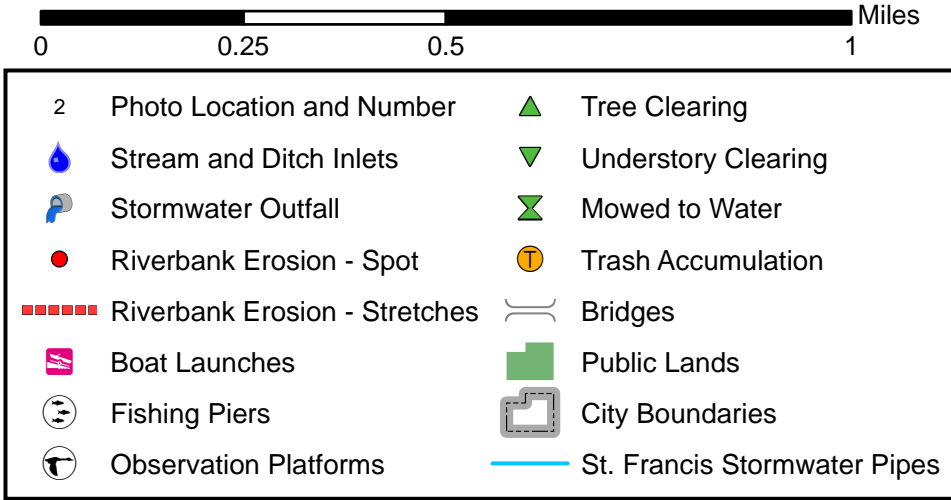 Miles
0 0.25 0.5 1
2 Photo Location and Number
Stream and Ditch Inlets
Stormwater Outfall
Riverbank Erosion - Spot
Riverbank Erosion - Stretches
Boat Launches
Fishing Piers
Observation Platforms
Tree Clearing
Understory Clearing
Mowed to Water
T Trash Accumulation
Bridges
Public Lands
City Boundaries
St. Francis Stormwater Pipes